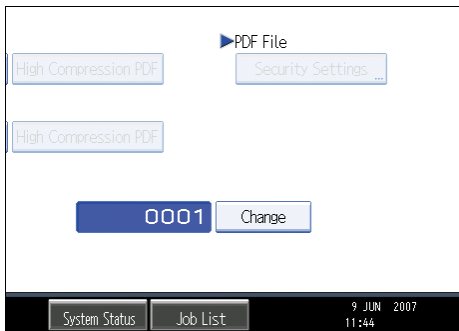 ▶PDF File
High Compression PDF
Security Settings ...
High Compression PDF
0001
Change
System Status
Job List
9 JUN 2007
11:44